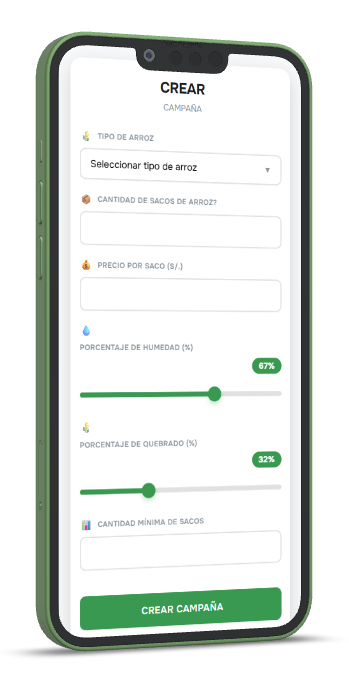 CREAR
CAMPAÑA
TIPO DE ARROZ
Seleccionar tipo de arroz
CANTIDAD DE SACOS DE ARROZ?
PRECIO POR SACO (S/.)
PORCENTAJE DE HUMEDAD (%)
67%
PORCENTAJE DE QUEBRADO (%)
32%
CANTIDAD MÍNIMA DE SACOS
CREAR CAMPAÑA